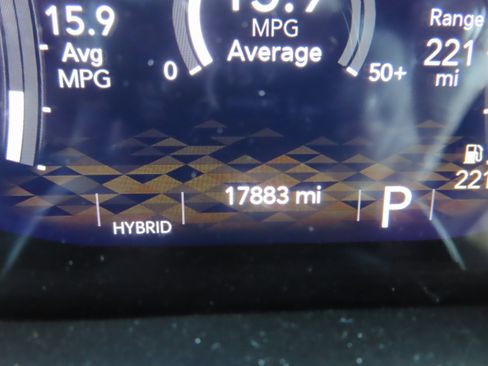 15.9
Avg
MPG
MPG
Average
0
50+
Range
221
mi
221
HYBRID
17883 mi
P